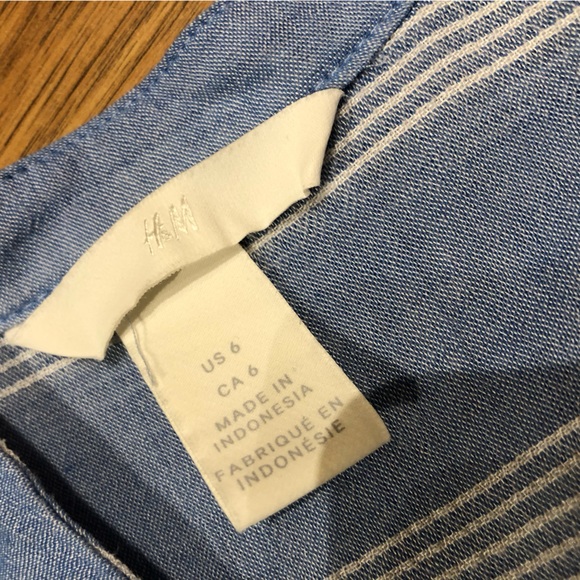 H&M
US 6
CA 6
MADE IN
INDONESIA
FABRIQUÉ EN
INDONÉSIE